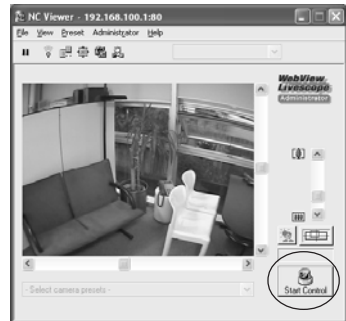 NC Viewer - 192.168.100.1:80
File View Preset Administrator Help
WebView
Livescope
Administrator
- Select camera presets -
Start Control